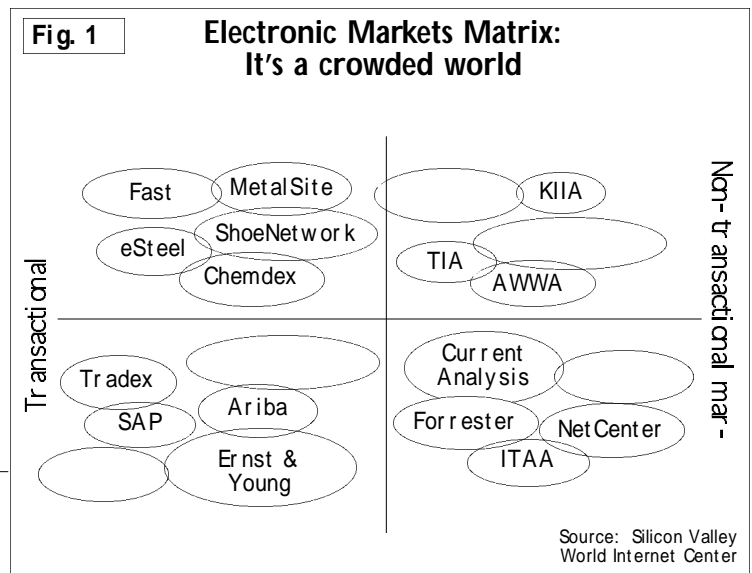 Fig. 1
Electronic Markets Matrix:
It's a crowded world
Fast
MetalSite
ShoeNetwork
eSteel
Chemdex
KIIA
TIA
AWWA
Transactional
Non-transactional mar-
Tradex
SAP
Ariba
Ernst &
Young
Current
Analysis
Forrester
NetCenter
ITAA
Source: Silicon Valley
World Internet Center